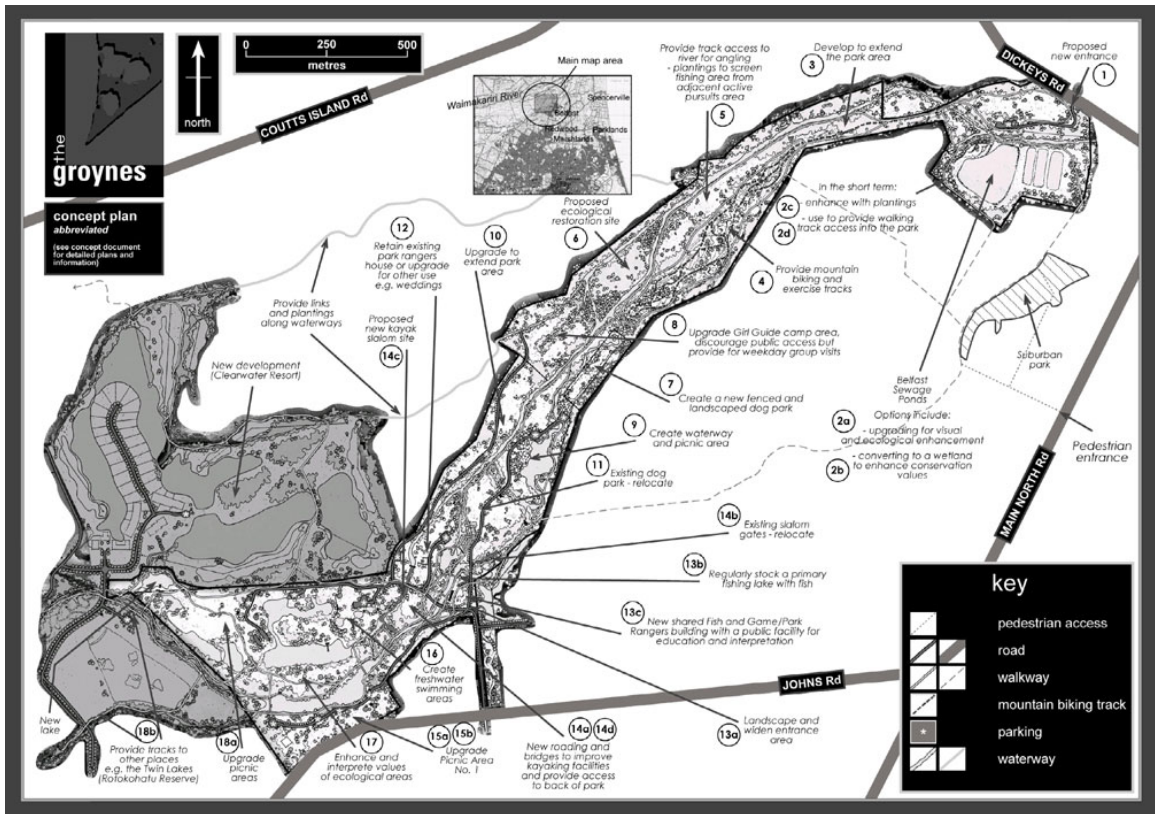 the
groynes
concept plan
abbreviated
(see concept document
for detailed plans and
information)
north
0 250 500
metres
COUTTS ISLAND Rd
Main map area
Waimakariri River
Spencerville
Belfast
Redwood
Parklands
Marshlands
Provide track access to
river for angling
- plantings to screen
fishing area from
adjacent active
pursuits area
5
Develop to extend
the park area
3
DICKEYS Rd
Proposed
new entrance
1
In the short term:
2c - enhance with plantings
2d - use to provide walking
track access into the park
Proposed
ecological
restoration site
6
4
Provide mountain
biking and
exercise tracks
12
Retain existing
park rangers
house or upgrade
for other use
e.g. weddings
10
Upgrade to
extend park
area
Provide links
and plantings
along waterways
Proposed
new kayak
slalom site
14c
New development
(Clearwater Resort)
8
Upgrade Girl Guide camp area,
discourage public access but
provide for weekday group visits
7
Create a new fenced and
landscaped dog park
9
Create waterway
and picnic area
11
Existing dog
park - relocate
Suburban
park
Belfast
Sewage
Ponds
2a Options include:
- upgrading for visual
and ecological enhancement
2b - converting to a wetland
to enhance conservation
values
Pedestrian
entrance
MAIN NORTH Rd
14b
Existing slalom
gates - relocate
13b
Regularly stock a primary
fishing lake with fish
13c
New shared Fish and Game/Park
Rangers building with a public facility for
education and interpretation
16
Create
freshwater
swimming
areas
JOHNS Rd
New
lake
18b
Provide tracks to
other places
e.g. the Twin Lakes
(Rotokohatu Reserve)
18a
Upgrade
picnic
areas
17
Enhance and
interprete values
of ecological areas
15a 15b
Upgrade
Picnic Area
No. 1
14a 14d
New roading and
bridges to improve
kayaking facilities
and provide access
to back of park
13a
Landscape and
widen entrance
area
key
pedestrian access
road
walkway
mountain biking track
* parking
waterway